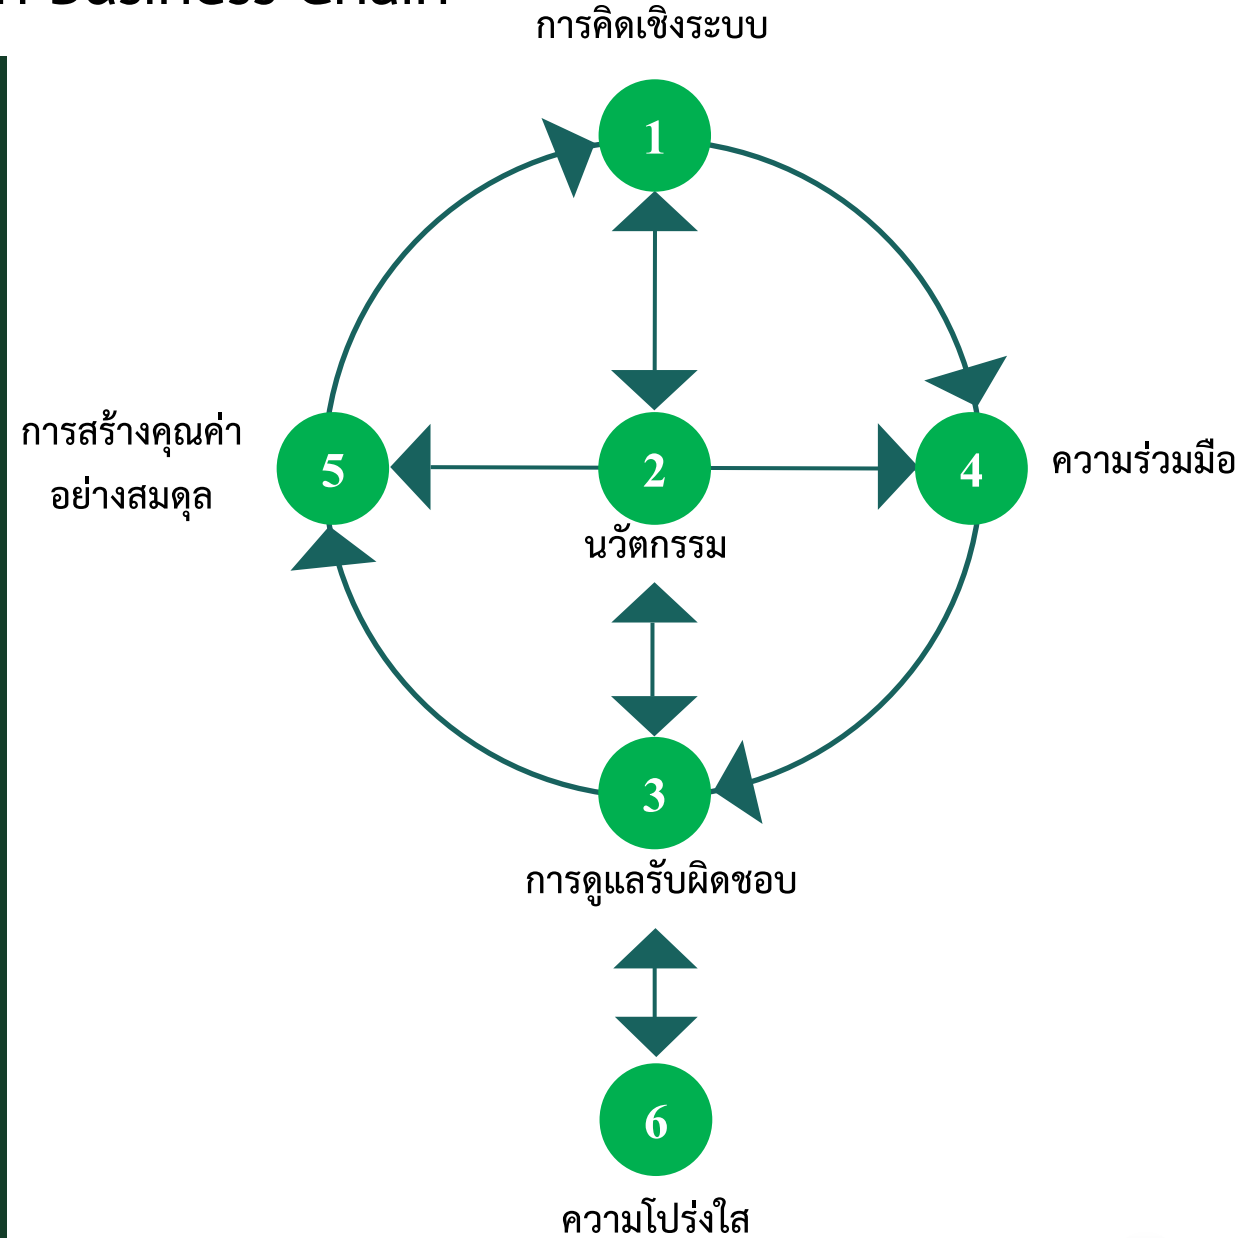 Business Chain
การคิดเชิงระบบ
1
การสร้างคุณค่า
อย่างสมดุล
5
2
4
ความร่วมมือ
นวัตกรรม
3
การดูแลรับผิดชอบ
6
ความโปร่งใส